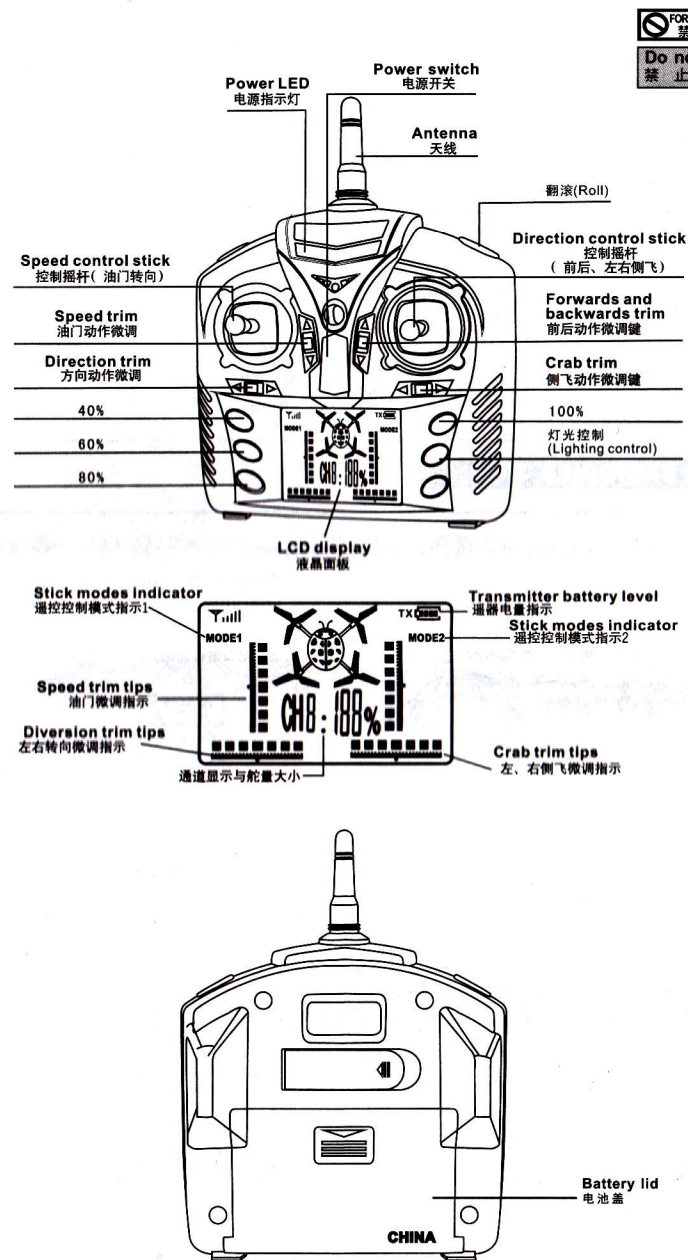 FOR
禁
Do ne
禁 止
Power LED
电源指示灯
Power switch
电源开关
Antenna
天线
翻滚(Roll)
Speed control stick
控制摇杆( 油门转向)
Direction control stick
控制摇杆
( 前后、左右侧飞)
Speed trim
油门动作微调
Forwards and
backwards trim
前后动作微调键
Direction trim
方向动作微调
Crab trim
侧飞动作微调键
40%
60%
80%
100%
灯光控制
(Lighting control)
TX
MODE1
MODE2
CH8:188%
LCD display
液晶面板
Stick modes indicator
遥控控制模式指示1
Transmitter battery level
遥器电量指示
Stick modes indicator
遥控控制模式指示2
TX
MODE1
MODE2
CH8:188%
Speed trim tips
油门微调指示
Diversion trim tips
左右转向微调指示
通道显示与舵量大小
Crab trim tips
左、右侧飞微调指示
Battery lid
电池盖
CHINA